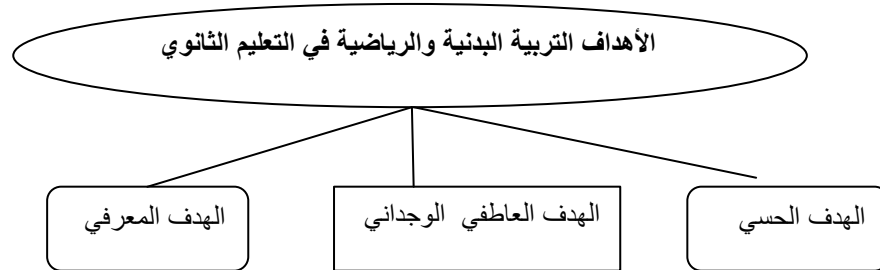 الأهداف التربية البدنية والرياضية في التعليم الثانوي
الهدف الحسي
الهدف العاطفي الوجداني
الهدف المعرفي